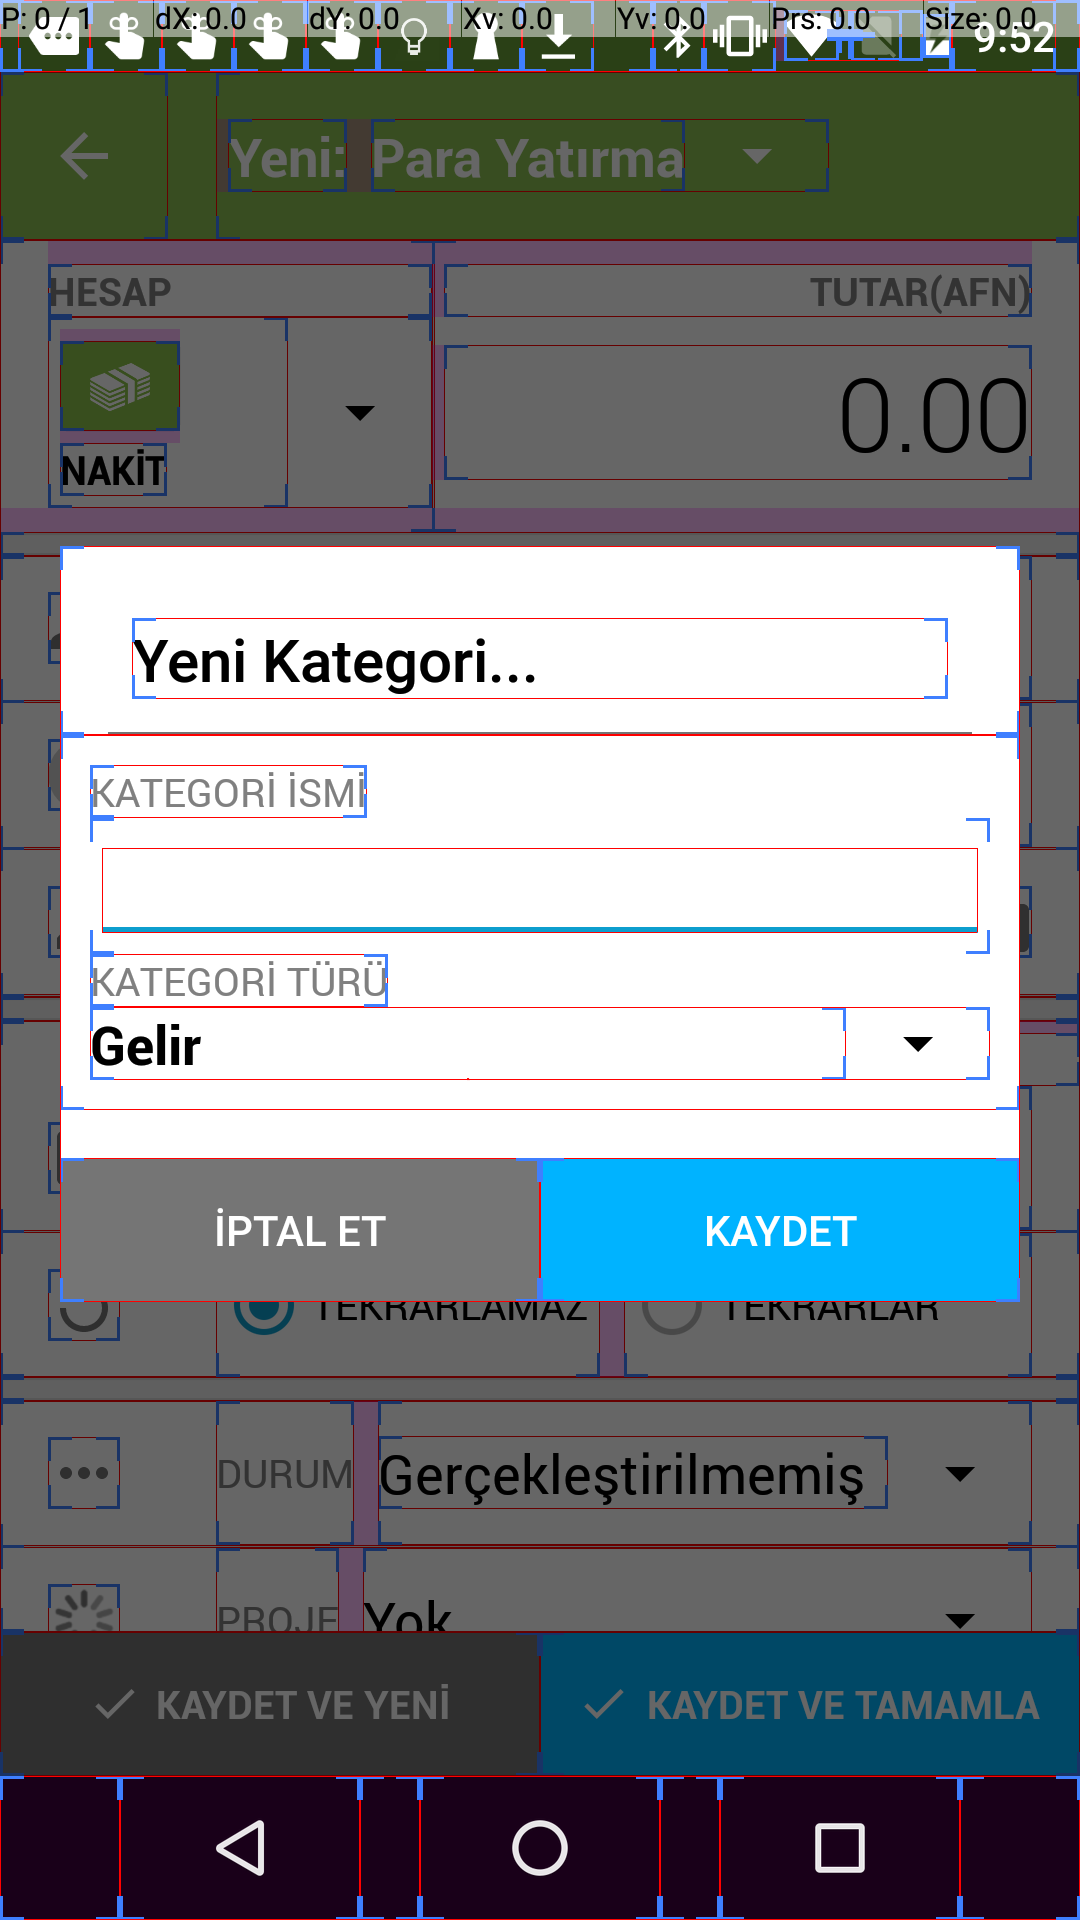 P: 0 / 1 dX: 0.0 dY: 0.0 Xv: 0.0 Yv: 0.0 Prs: 0.0 Size: 0.0
9:52
Yeni: Para Yatırma
HESAP TUTAR(AFN)
0.00
NAKİT
Yeni Kategori...
KATEGORİ İSMİ
KATEGORİ TÜRÜ
Gelir
İPTAL ET KAYDET
TEKRARLAMAZ TEKRARLAR
DURUM Gerçekleştirilmemiş
PROJE Yok
KAYDET VE YENİ KAYDET VE TAMAMLA